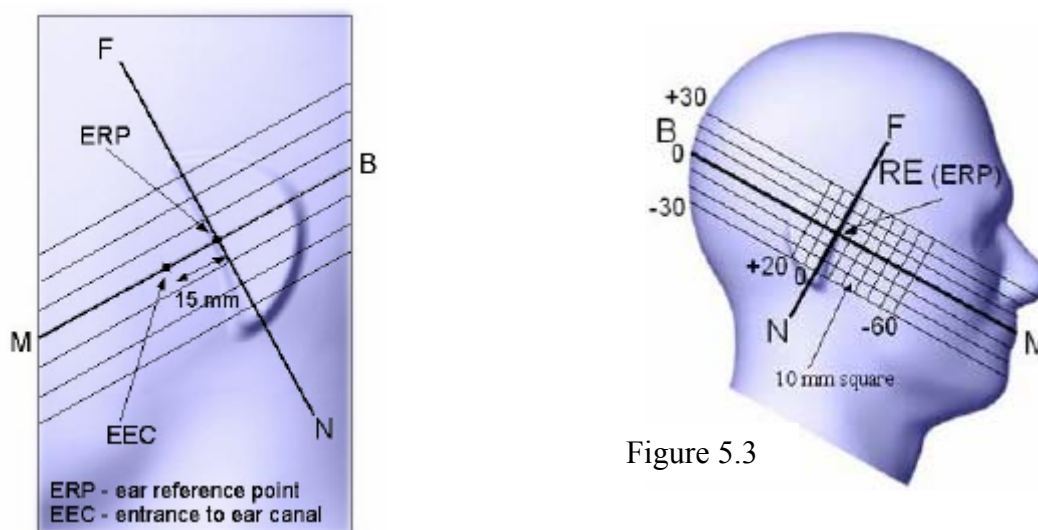 F
ERP
B
15 mm
M
EEC
N
ERP - ear reference point
EEC - entrance to ear canal
+30
B
0
F
RE (ERP)
-30
+20
0
N
-60
M
10 mm square
Figure 5.3